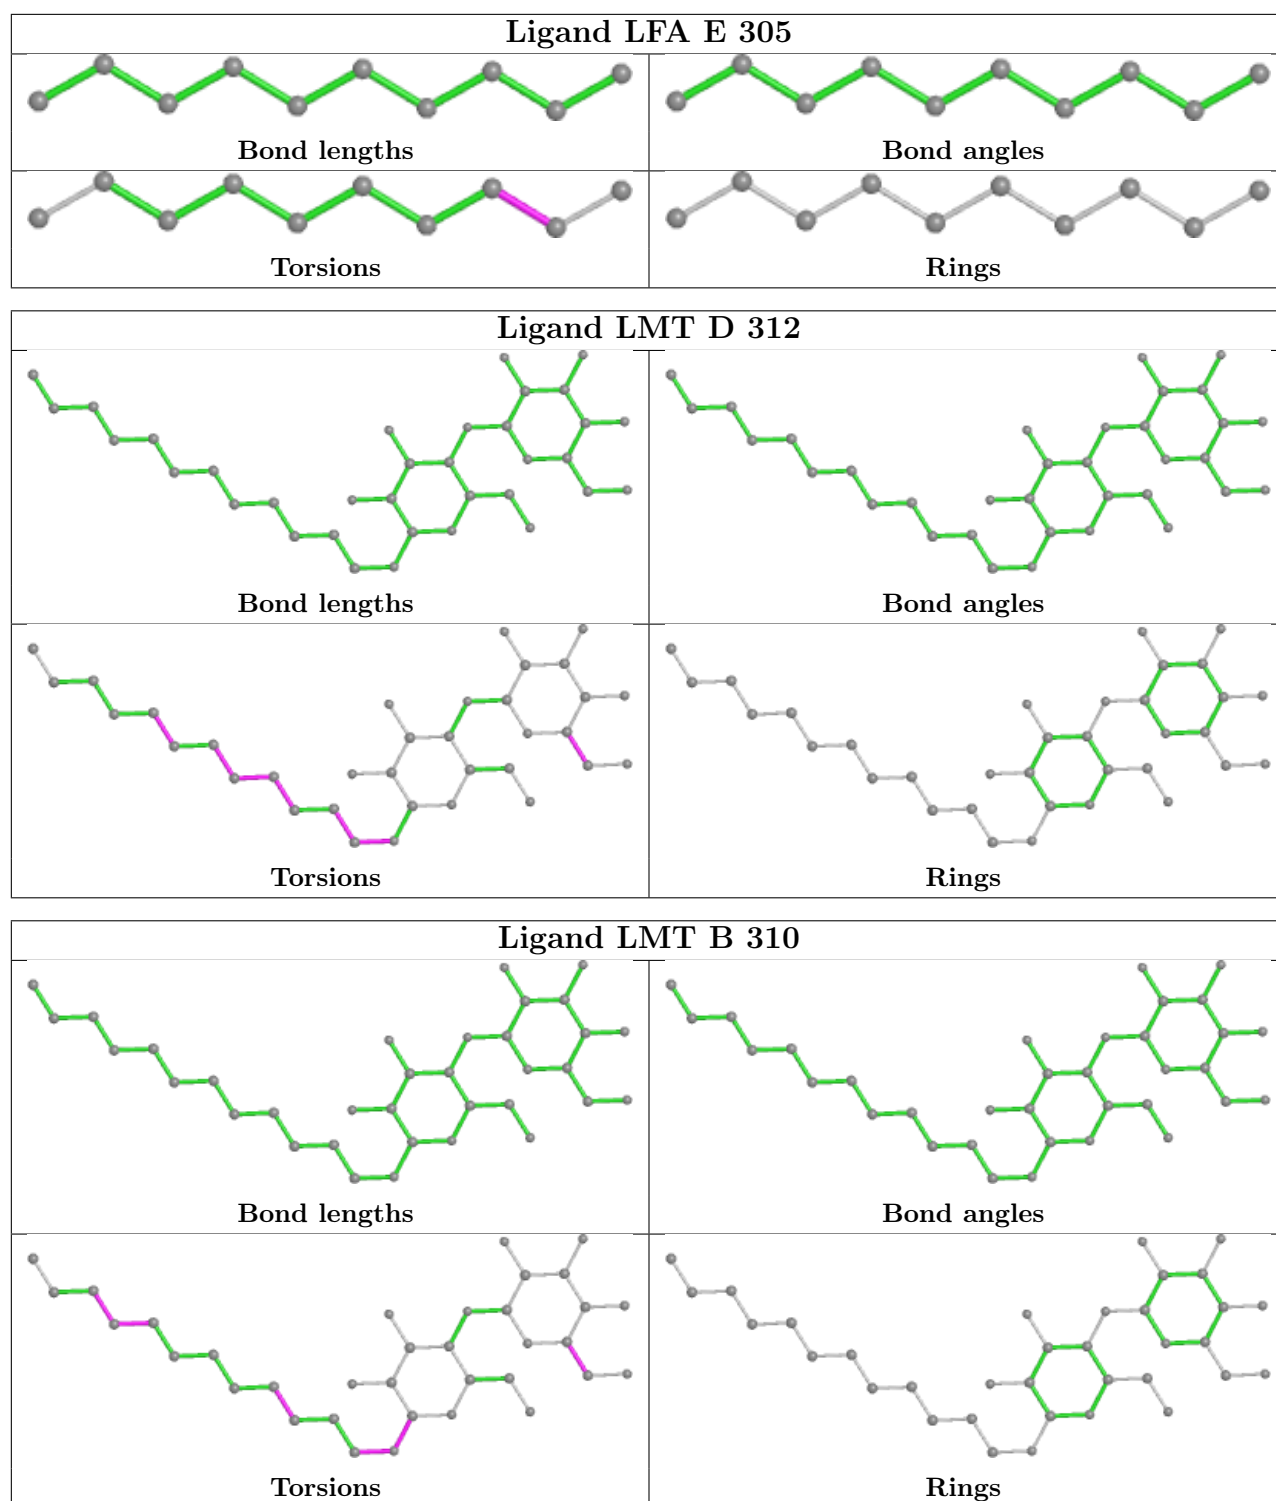 Ligand LFA E 305
Bond lengths
Bond angles
Torsions
Rings
Ligand LMT D 312
Bond lengths
Bond angles
Torsions
Rings
Ligand LMT B 310
Bond lengths
Bond angles
Torsions
Rings